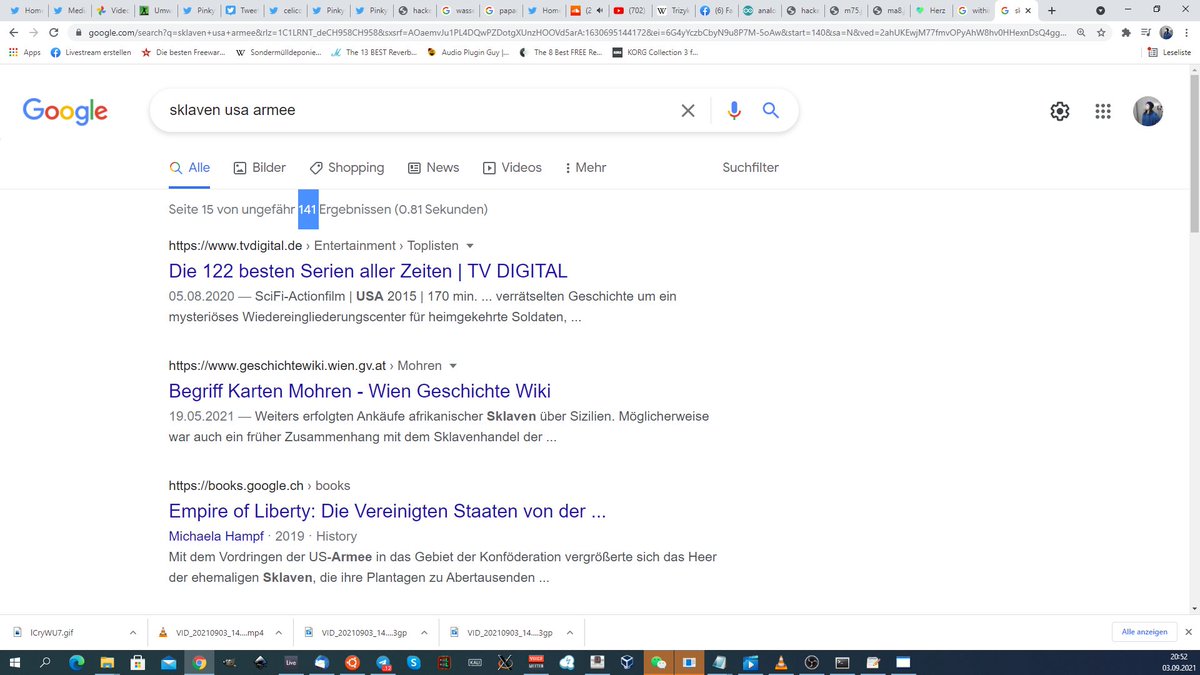 Hom
Medi
Video
Umw
Pinky
Twee
celico
Pinky
Pinky
hacke
wasse
papa
Hom
(2
(702)
Trizyk
(6) Fa
analo
hacke
m75.
ma8.
Herz
withi
sl
google.com/search?q=sklaven+usa+armee&rlz=1C1LRNT_deCH958CH958&sxsrf=AOaemvJu1PL4DQwPZDotgXUnzHOOVd5arA:1630695144172&ei=6G4yYczbCbyN9u8P7M-5oAw&start=140&sa=N&ved=2ahUKEwjM77fmvOPyAhW8hv0HHexnDsQ4gg...
Apps Livestream erstellen Die besten Freewar... Sondermülldeponie... The 13 BEST Reverb... Audio Plugin Guy |... The 8 Best FREE Re... KORG Collection 3 f... Leseliste
Google
sklaven usa armee
Alle Bilder Shopping News Videos Mehr Suchfilter
Seite 15 von ungefähr 141 Ergebnissen (0.81 Sekunden)
https://www.tvdigital.de › Entertainment › Toplisten
Die 122 besten Serien aller Zeiten | TV DIGITAL
05.08.2020 — SciFi-Actionfilm | USA 2015 | 170 min. ... verrätselten Geschichte um ein
mysteriöses Wiedereingliederungscenter für heimgekehrte Soldaten, ...
https://www.geschichtewiki.wien.gv.at › Mohren
Begriff Karten Mohren - Wien Geschichte Wiki
19.05.2021 — Weiters erfolgten Ankäufe afrikanischer Sklaven über Sizilien. Möglicherweise
war auch ein früher Zusammenhang mit dem Sklavenhandel der ...
https://books.google.ch › books
Empire of Liberty: Die Vereinigten Staaten von der ...
Michaela Hampf · 2019 · History
Mit dem Vordringen der US-Armee in das Gebiet der Konföderation vergrößerte sich das Heer
der ehemaligen Sklaven, die ihre Plantagen zu Abertausenden ...
ICryWU7.gif VID_20210903_14....mp4 VID_20210903_14....3gp VID_20210903_14....3gp Alle anzeigen
Live
20:52
03.09.2021